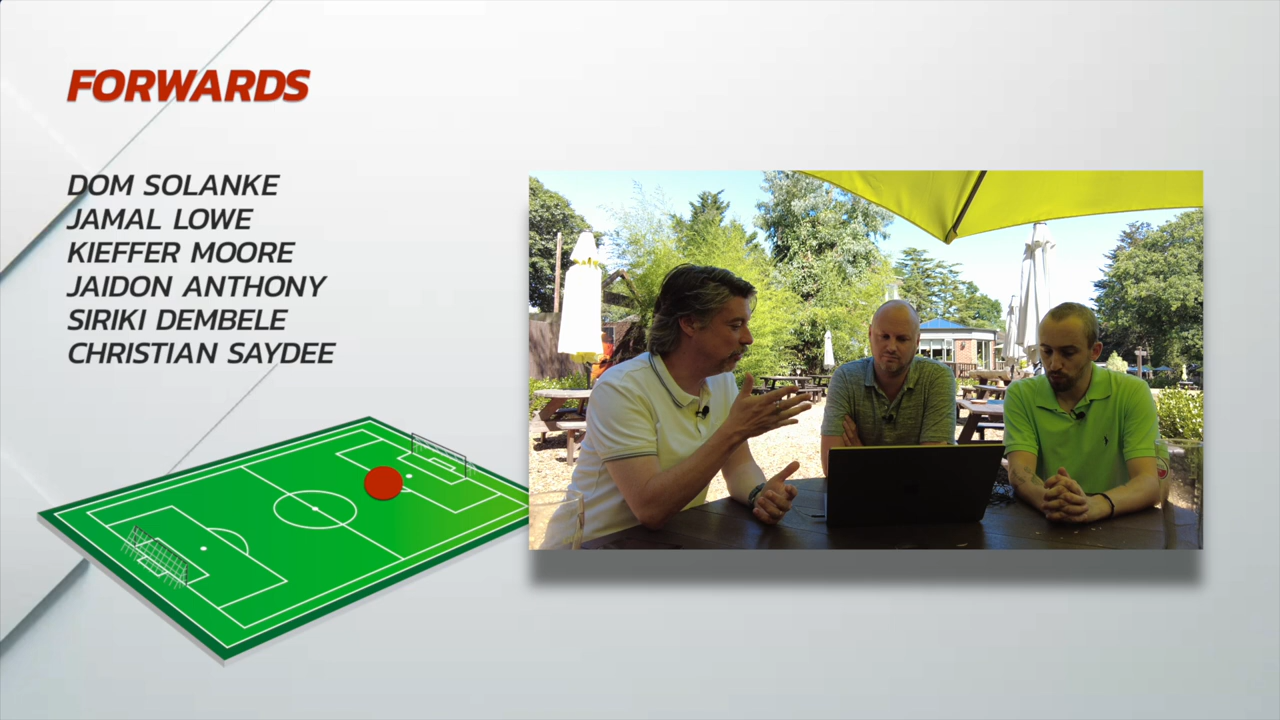 FORWARDS
DOM SOLANKE
JAMAL LOWE
KIEFFER MOORE
JAIDON ANTHONY
SIRIKI DEMBELE
CHRISTIAN SAYDEE